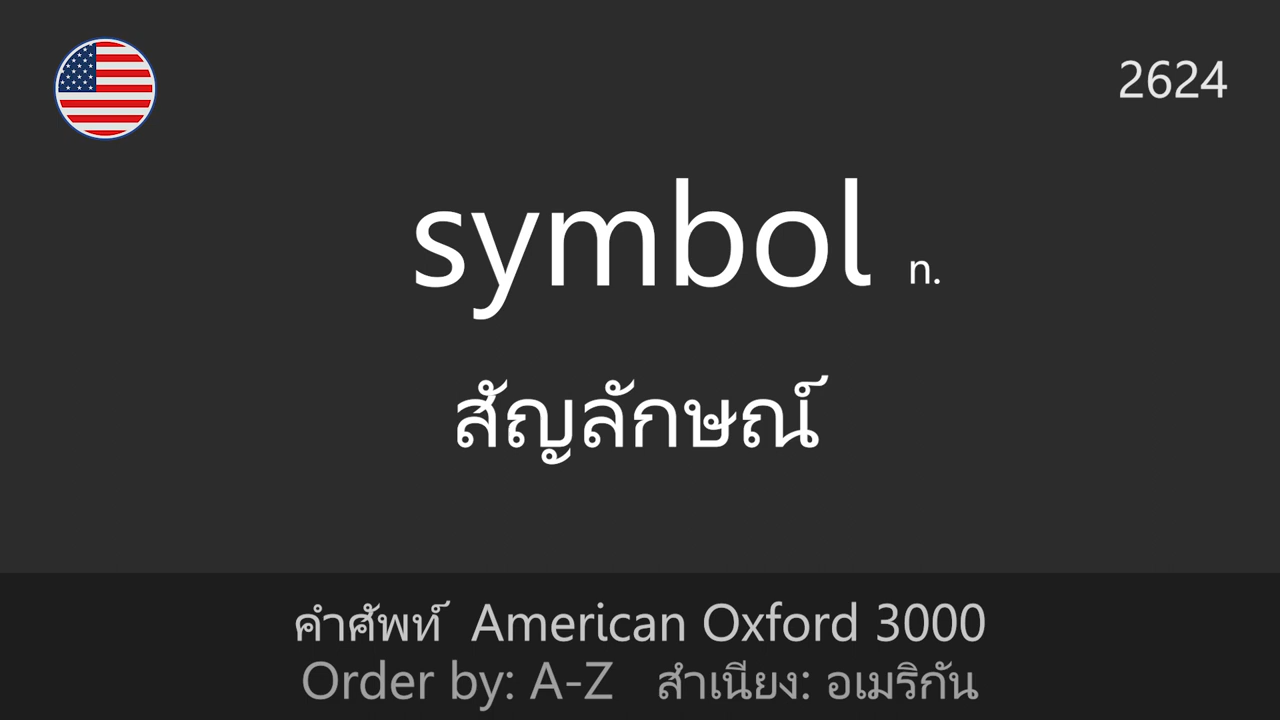 2624
symbol n.
สัญลักษณ์
คำศัพท์ American Oxford 3000
Order by: A-Z สำเนียง: อเมริกัน